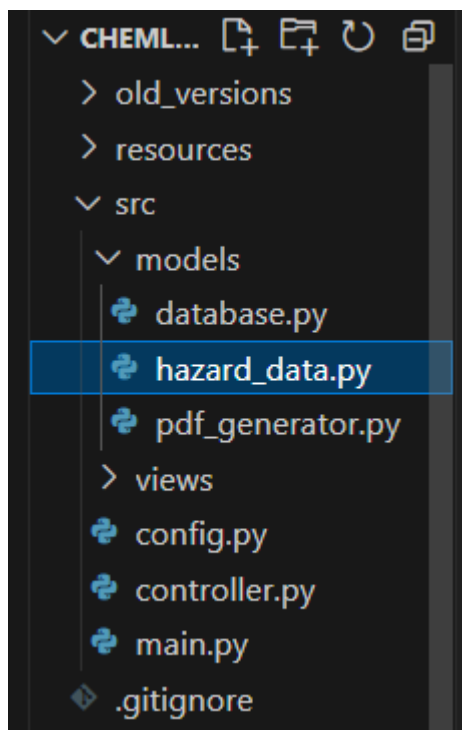 CHEML...
old_versions
resources
src
models
database.py
hazard_data.py
pdf_generator.py
views
config.py
controller.py
main.py
.gitignore